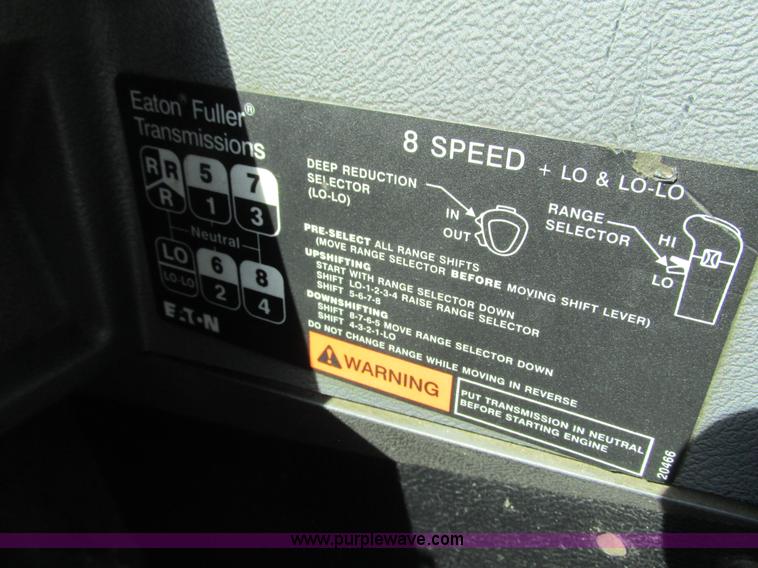 Eaton® Fuller®
Transmissions
8 SPEED + LO & LO-LO
R R 5 7
R 1 3
Neutral
LO 6 8
LO-LO 2 4
E·T·N
DEEP REDUCTION
SELECTOR
(LO-LO)
IN
OUT
RANGE
SELECTOR
HI
LO
PRE-SELECT ALL RANGE SHIFTS
(MOVE RANGE SELECTOR BEFORE MOVING SHIFT LEVER)
UPSHIFTING
START WITH RANGE SELECTOR DOWN
SHIFT LO-1-2-3-4 RAISE RANGE SELECTOR
SHIFT 5-6-7-8
DOWNSHIFTING
SHIFT 8-7-6-5 MOVE RANGE SELECTOR DOWN
SHIFT 4-3-2-1-LO
DO NOT CHANGE RANGE WHILE MOVING IN REVERSE
WARNING
PUT TRANSMISSION IN NEUTRAL
BEFORE STARTING ENGINE
20466
www.purplewave.com